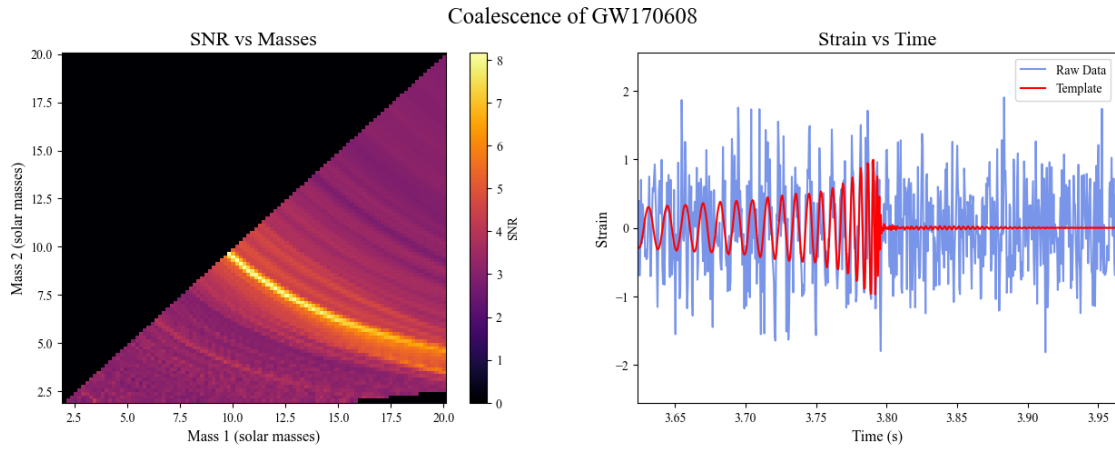 Coalescence of GW170608
SNR vs Masses
20.0
17.5
15.0
12.5
10.0
7.5
5.0
2.5
Mass 2 (solar masses)
2.5 5.0 7.5 10.0 12.5 15.0 17.5 20.0
Mass 1 (solar masses)
8
7
6
5
4
3
2
1
0
SNR
Strain vs Time
Raw Data
Template
2
1
0
−1
−2
Strain
3.65 3.70 3.75 3.80 3.85 3.90 3.95
Time (s)